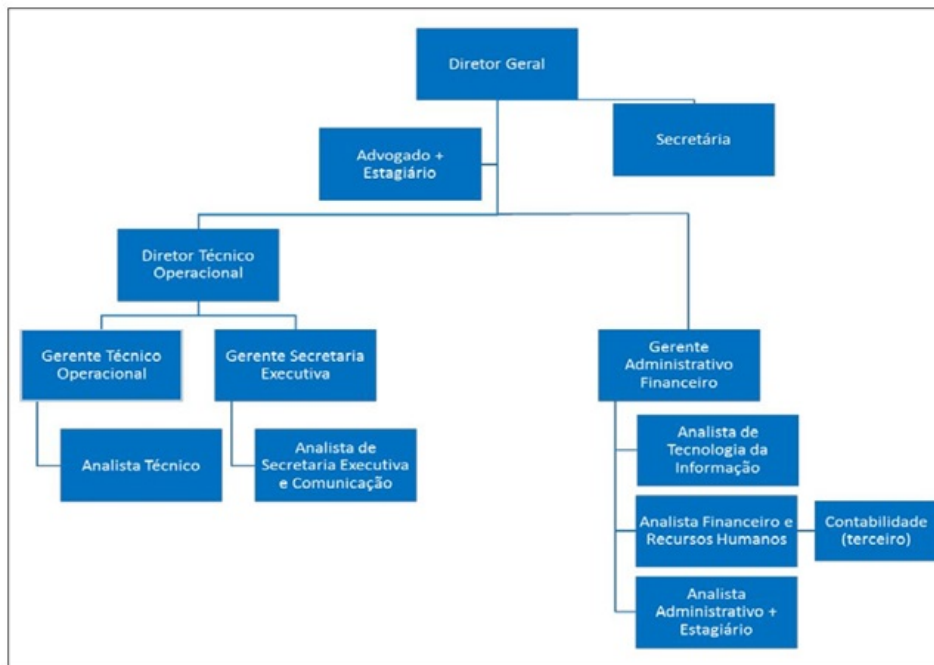 Diretor Geral
Secretária
Advogado +
Estagiário
Diretor Técnico
Operacional
Gerente Técnico
Operacional
Gerente Secretaria
Executiva
Gerente
Administrativo
Financeiro
Analista Técnico
Analista de
Secretaria Executiva
e Comunicação
Analista de
Tecnologia da
Informação
Analista Financeiro e
Recursos Humanos
Contabilidade
(terceiro)
Analista
Administrativo +
Estagiário